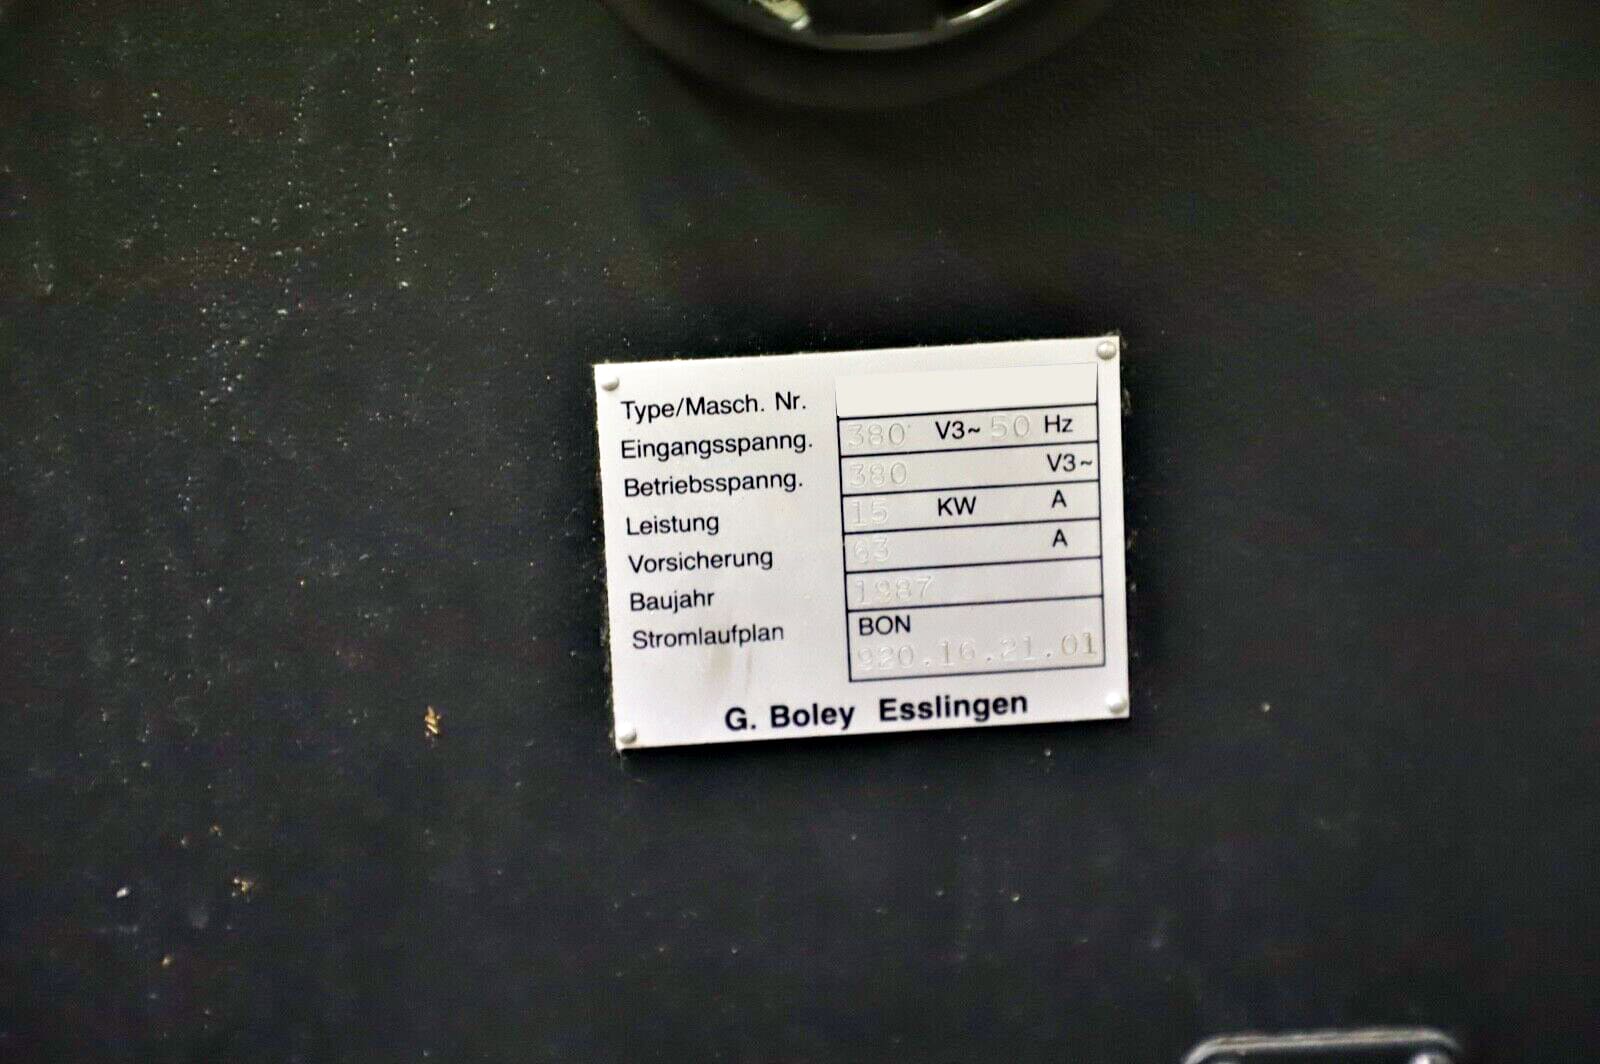 Type/Masch. Nr.
Eingangsspanng. 380 V3~ 50 Hz
Betriebsspanng. 380 V3~
Leistung 15 KW A
Vorsicherung 63 A
Baujahr 1987
Stromlaufplan BON
920.16.21.01
G. Boley Esslingen